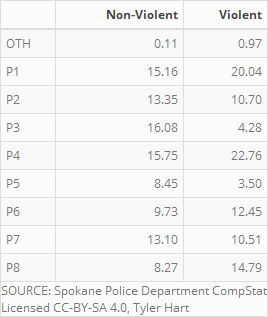 Non-Violent Violent
OTH 0.11 0.97
P1 15.16 20.04
P2 13.35 10.70
P3 16.08 4.28
P4 15.75 22.76
P5 8.45 3.50
P6 9.73 12.45
P7 13.10 10.51
P8 8.27 14.79
SOURCE: Spokane Police Department CompStat
Licensed CC-BY-SA 4.0, Tyler Hart